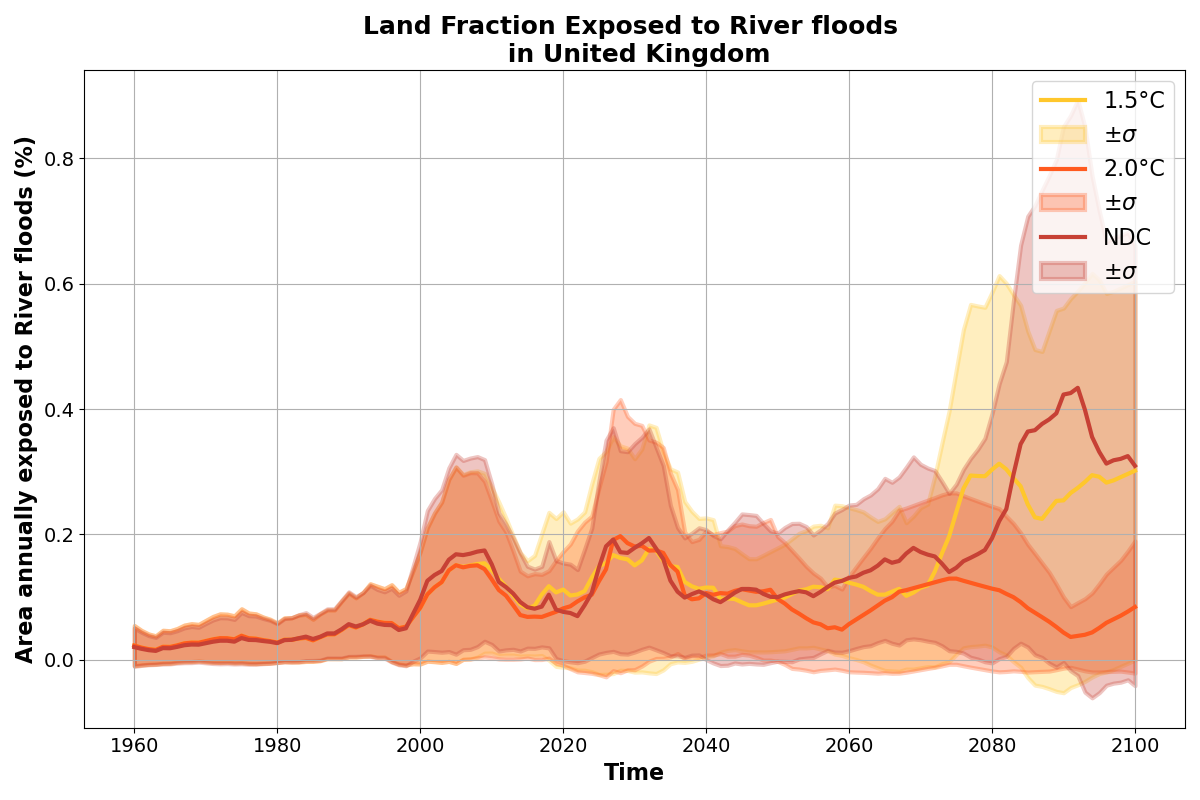 Land Fraction Exposed to River floods
in United Kingdom
Area annually exposed to River floods (%)
0.8
0.6
0.4
0.2
0.0
1960 1980 2000 2020 2040 2060 2080 2100
Time
1.5°C
±σ
2.0°C
±σ
NDC
±σ